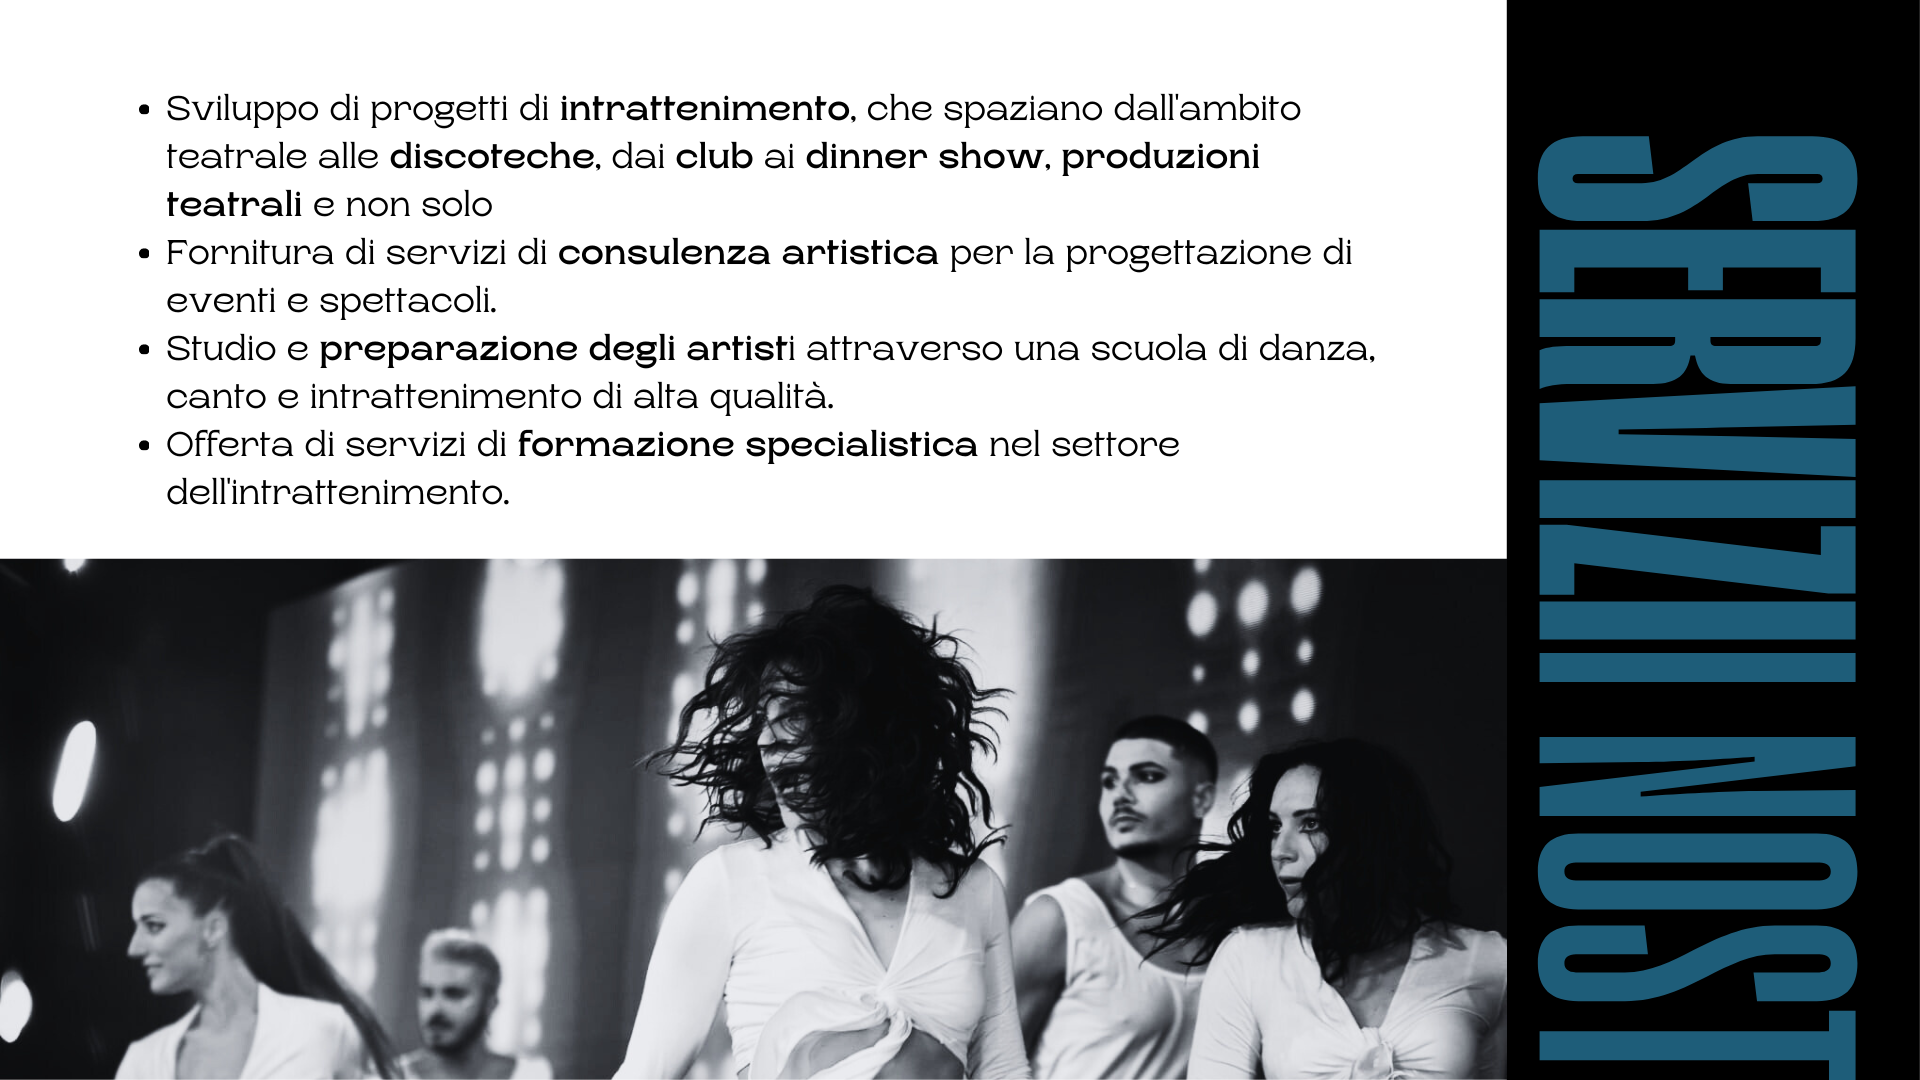 • Sviluppo di progetti di intrattenimento, che spaziano dall'ambito
teatrale alle discoteche, dai club ai dinner show, produzioni
teatrali e non solo
• Fornitura di servizi di consulenza artistica per la progettazione di
eventi e spettacoli.
• Studio e preparazione degli artisti attraverso una scuola di danza,
canto e intrattenimento di alta qualità.
• Offerta di servizi di formazione specialistica nel settore
dell'intrattenimento.
SERVIZII NOST